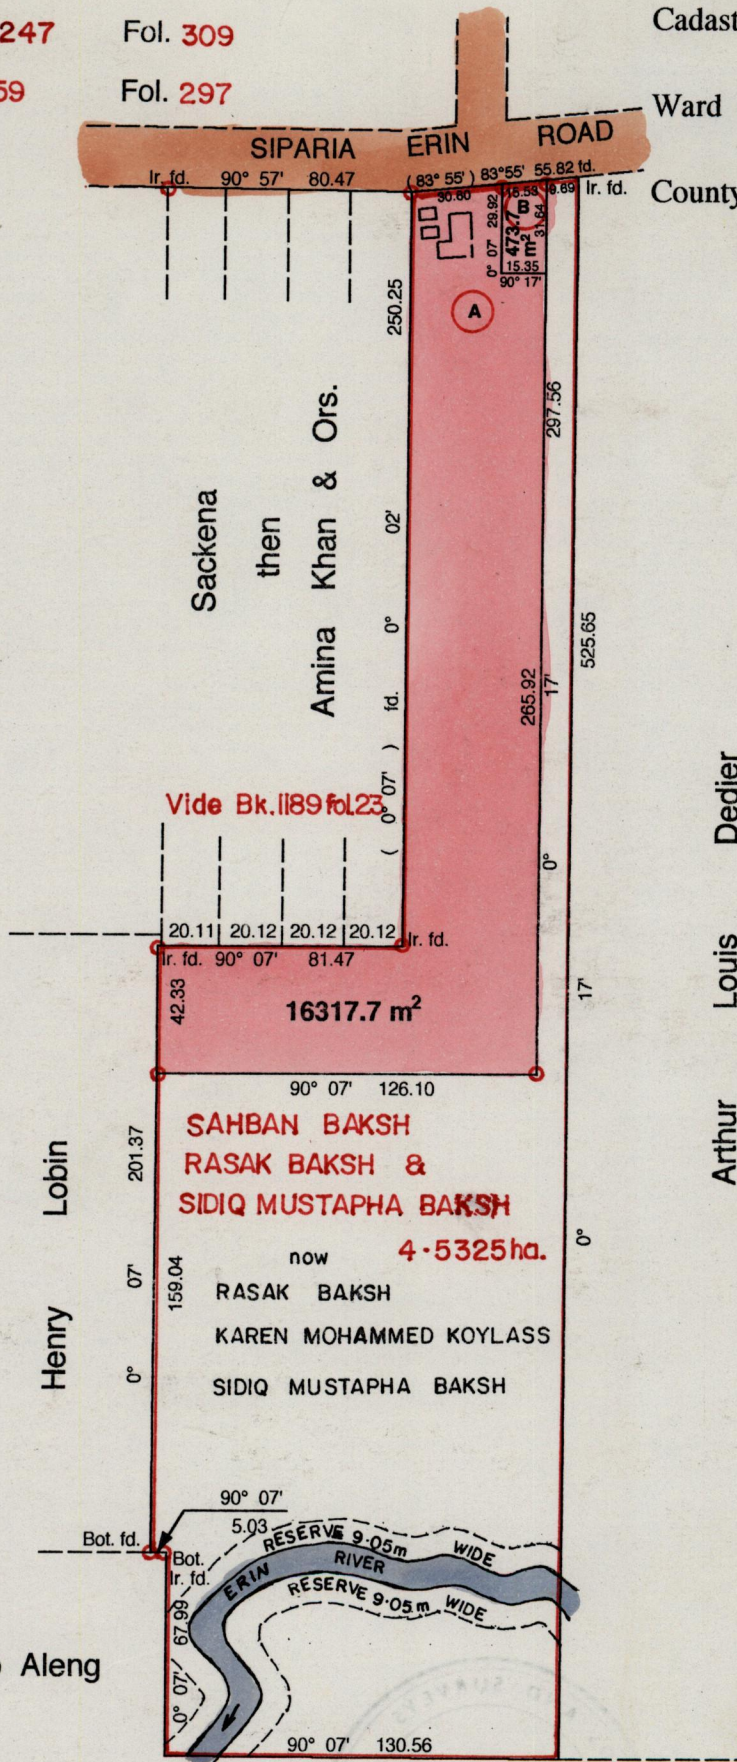 247 Fol. 309
59 Fol. 297
Cadast
Ward
County
SIPARIA ERIN ROAD
Ir. fd. 90° 57' 80.47 (83° 55') 83°55' 55.82 fd.
30.60 9.69 Ir. fd.
B
29.92
0° 07'
473.7 m²
31.64
15.35
90° 17'
A
250.25
02'
0°
fd.
(0° 07')
297.56
17'
0°
265.92
525.65
17'
0°
Sackena
then
Amina Khan & Ors.
Vide Bk.1189 fol.23
20.11 20.12 20.12 20.12 Ir. fd.
Ir. fd. 90° 07' 81.47
42.33
16317.7 m²
90° 07' 126.10
Arthur Louis Dedier
SAHBAN BAKSH
RASAK BAKSH &
SIDIQ MUSTAPHA BAKSH
4.5325ha.
now
RASAK BAKSH
KAREN MOHAMMED KOYLASS
SIDIQ MUSTAPHA BAKSH
Henry Lobin
201.37
07'
0°
159.04
90° 07'
5.03
Bot. fd.
Bot.
Ir. fd.
RESERVE 9.05m WIDE
ERIN RIVER
RESERVE 9.05m WIDE
67.99
0° 07'
Aleng
90° 07' 130.56